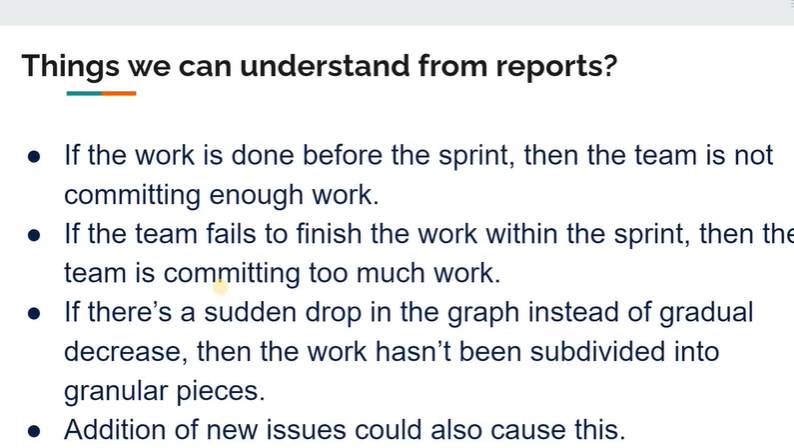 Things we can understand from reports?
● If the work is done before the sprint, then the team is not
committing enough work.
● If the team fails to finish the work within the sprint, then the
team is committing too much work.
● If there’s a sudden drop in the graph instead of gradual
decrease, then the work hasn’t been subdivided into
granular pieces.
● Addition of new issues could also cause this.